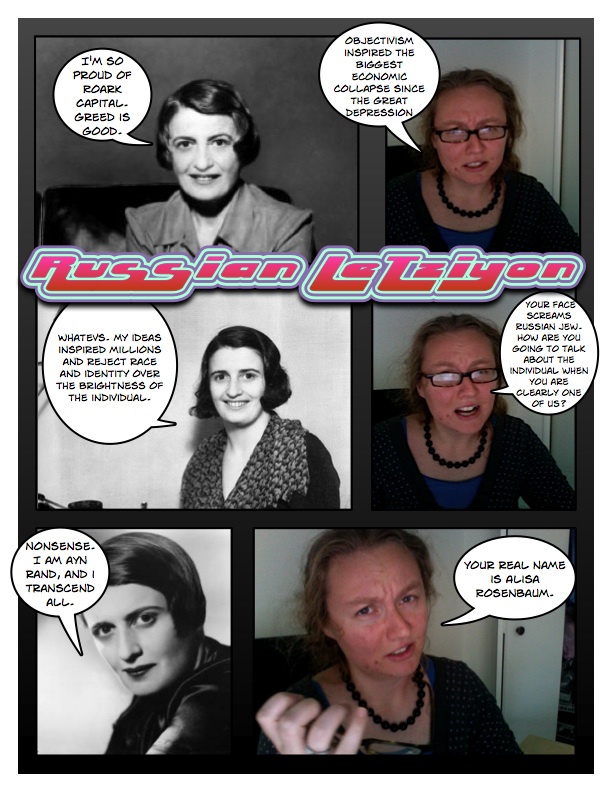 I'M SO
PROUD OF
ROARK
CAPITAL.
GREED IS
GOOD.
OBJECTIVISM
INSPIRED THE
BIGGEST
ECONOMIC
COLLAPSE SINCE
THE GREAT
DEPRESSION
Russian LeTziyon
WHATEVS. MY IDEAS
INSPIRED MILLIONS
AND REJECT RACE
AND IDENTITY OVER
THE BRIGHTNESS OF
THE INDIVIDUAL.
YOUR FACE
SCREAMS
RUSSIAN JEW.
HOW ARE YOU
GOING TO TALK
ABOUT THE
INDIVIDUAL WHEN
YOU ARE
CLEARLY ONE
OF US?
NONSENSE.
I AM AYN
RAND, AND I
TRANSCEND
ALL.
YOUR REAL NAME
IS ALISA
ROSENBAUM.